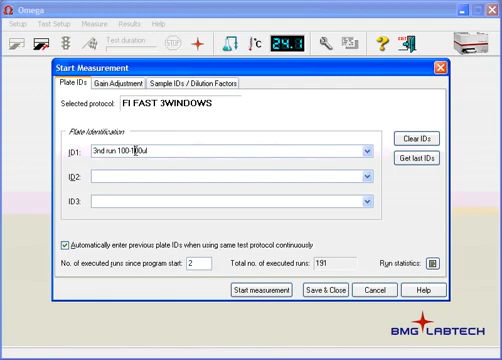 Omega
Setup Test Setup Measure Results Help
Test duration
STOP
°C
24.1
EXIT
Start Measurement
Plate IDs Gain Adjustment Sample IDs / Dilution Factors
Selected protocol: FI FAST 3WINDOWS
Plate Identification
ID1: 3nd run 100-100ul
Clear IDs
Get last IDs
ID2:
ID3:
Automatically enter previous plate IDs when using same test protocol continuously
No. of executed runs since program start: 2 Total no. of executed runs: 191 Run statistics:
Start measurement Save & Close Cancel Help
BMG LABTECH